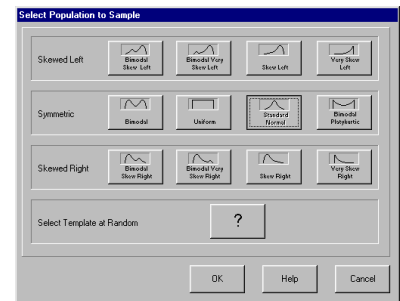 Select Population to Sample
Skewed Left
Bimodal
Skew Left
Bimodal Very
Skew Left
Skew Left
Very Skew
Left
Symmetric
Bimodal
Uniform
Standard
Normal
Bimodal
Platykurtic
Skewed Right
Bimodal
Skew Right
Bimodal Very
Skew Right
Skew Right
Very Skew
Right
Select Template at Random
?
OK
Help
Cancel